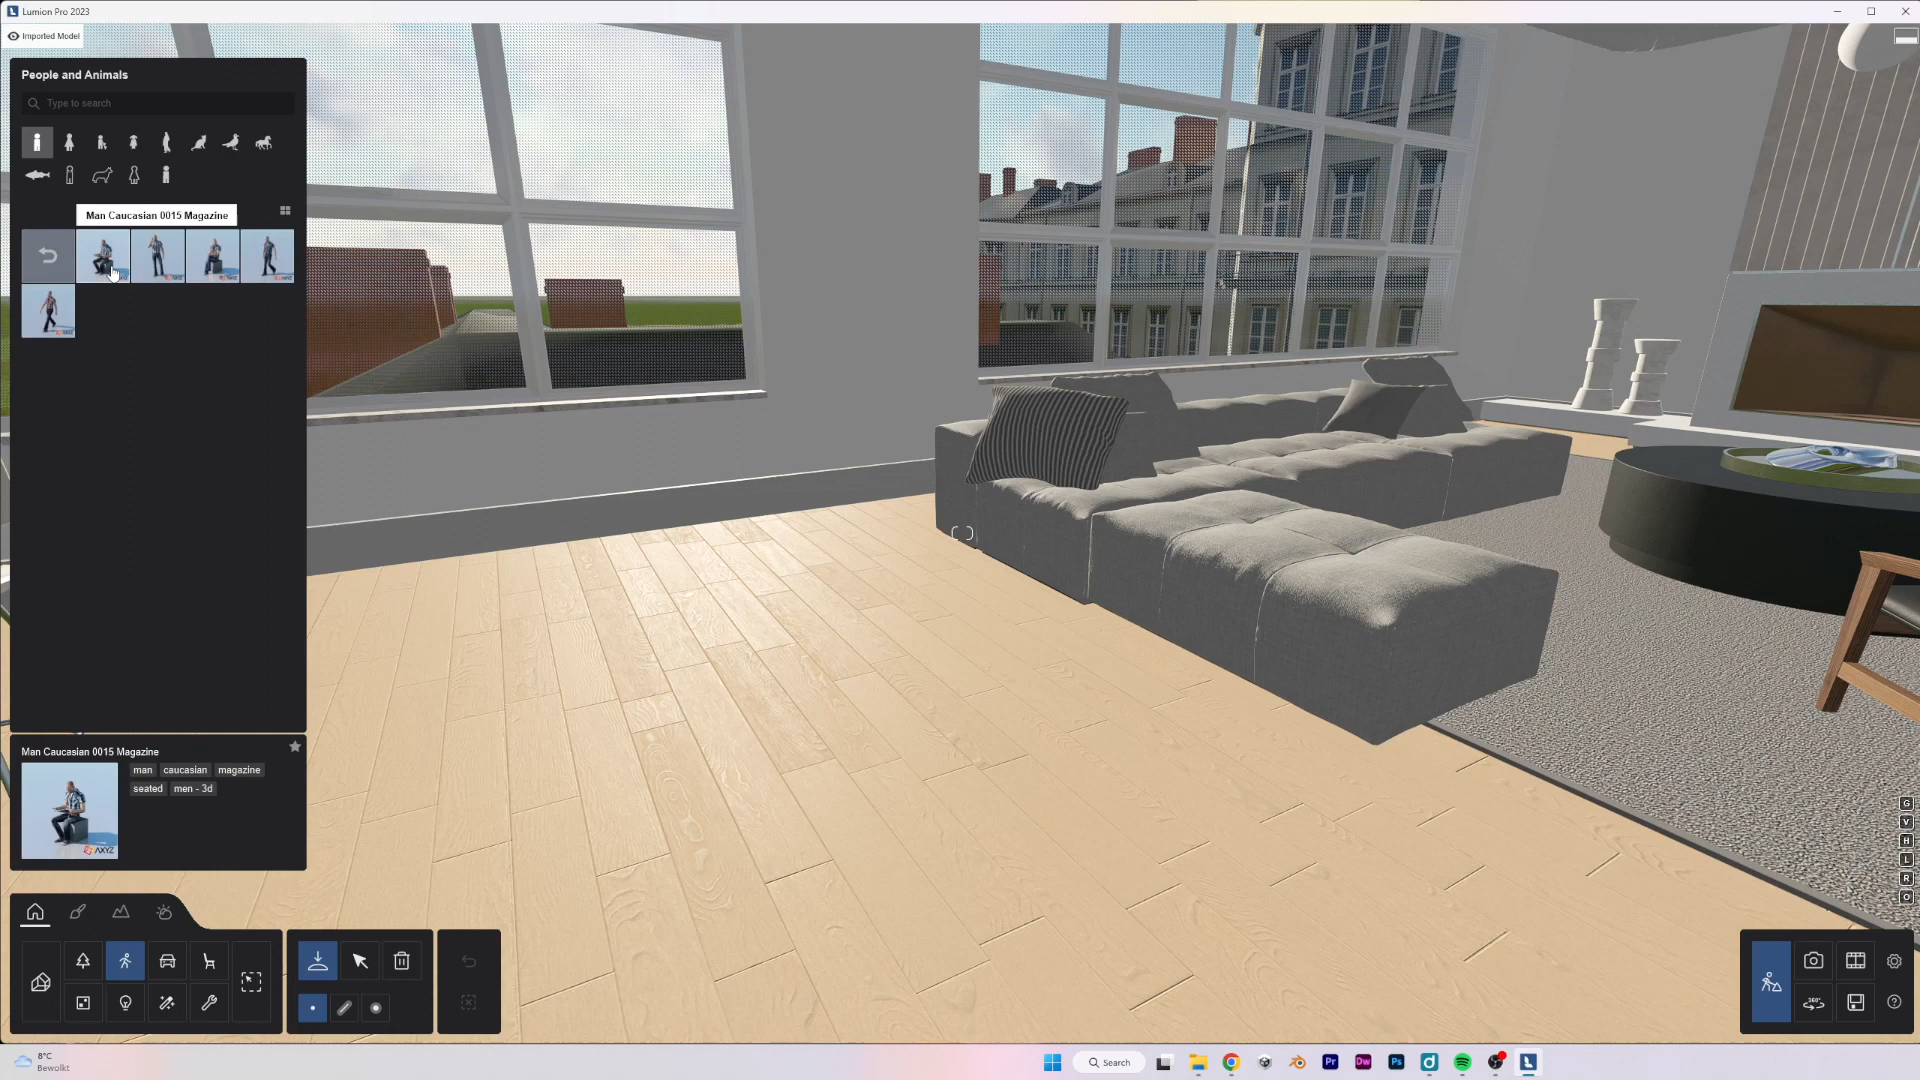 Lumion Pro 2023
Imported Model
People and Animals
Type to search
Man Caucasian 0015 Magazine
Man Caucasian 0015 Magazine
man caucasian magazine
seated men - 3d
AXYZ
G
V
H
L
R
O
360°
8°C
Bewolkt
Search
Pr
Dw
Ps